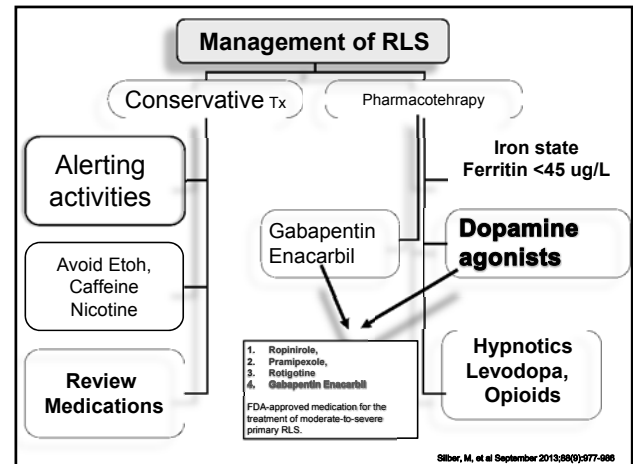 Management of RLS
Conservative Tx
Pharmacotehrapy
Alerting
activities
Iron state
Ferritin <45 ug/L
Gabapentin
Enacarbil
Dopamine
agonists
Avoid Etoh,
Caffeine
Nicotine
1. Ropinirole,
2. Pramipexole,
3. Rotigotine
4. Gabapentin Enacarbil
FDA-approved medication for the
treatment of moderate-to-severe
primary RLS.
Review
Medications
Hypnotics
Levodopa,
Opioids
Silber, M, et al September 2013;88(9):977-986